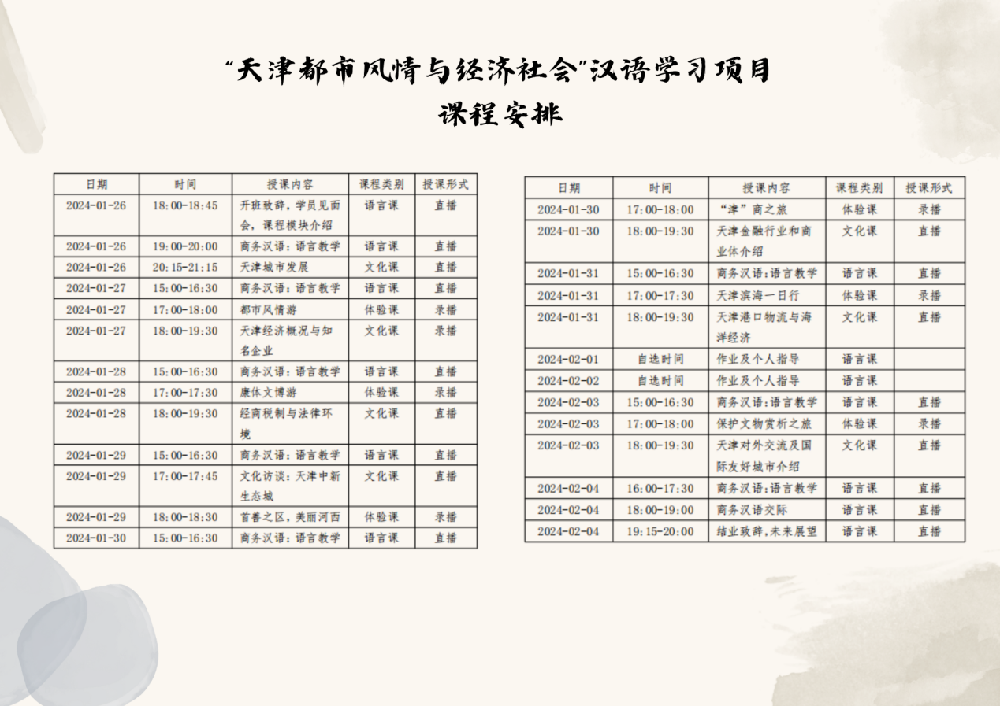 “天津都市风情与经济社会”汉语学习项目
课程安排
日期 时间 授课内容 课程类别 授课形式
2024-01-26 18:00-18:45 开班致辞，学员见面 语言课 直播
会，课程模块介绍
2024-01-26 19:00-20:00 商务汉语：语言教学 语言课 直播
2024-01-26 20:15-21:15 天津城市发展 文化课 直播
2024-01-27 15:00-16:30 商务汉语：语言教学 语言课 直播
2024-01-27 17:00-18:00 都市风情游 体验课 录播
2024-01-27 18:00-19:30 天津经济概况与知 文化课 录播
名企业
2024-01-28 15:00-16:30 商务汉语：语言教学 语言课 直播
2024-01-28 17:00-17:30 康体文博游 体验课 录播
2024-01-28 18:00-19:30 经商税制与法律环 文化课 直播
境
2024-01-29 15:00-16:30 商务汉语：语言教学 语言课 直播
2024-01-29 17:00-17:45 文化访谈：天津中新 文化课 直播
生态城
2024-01-29 18:00-18:30 首善之区，美丽河西 体验课 录播
2024-01-30 15:00-16:30 商务汉语：语言教学 语言课 直播
日期 时间 授课内容 课程类别 授课形式
2024-01-30 17:00-18:00 “津”商之旅 体验课 录播
2024-01-30 18:00-19:30 天津金融行业和商 文化课 直播
业体介绍
2024-01-31 15:00-16:30 商务汉语:语言教学 语言课 直播
2024-01-31 17:00-17:30 天津滨海一日行 体验课 录播
2024-01-31 18:00-19:30 天津港口物流与海 文化课 直播
洋经济
2024-02-01 自选时间 作业及个人指导 语言课
2024-02-02 自选时间 作业及个人指导 语言课
2024-02-03 15:00-16:30 商务汉语:语言教学 语言课 直播
2024-02-03 17:00-18:00 保护文物赏析之旅 体验课 录播
2024-02-03 18:00-19:30 天津对外交流及国 文化课 直播
际友好城市介绍
2024-02-04 16:00-17:30 商务汉语:语言教学 语言课 直播
2024-02-04 18:00-19:00 商务汉语交际 语言课 直播
2024-02-04 19:15-20:00 结业致辞,未来展望 语言课 直播